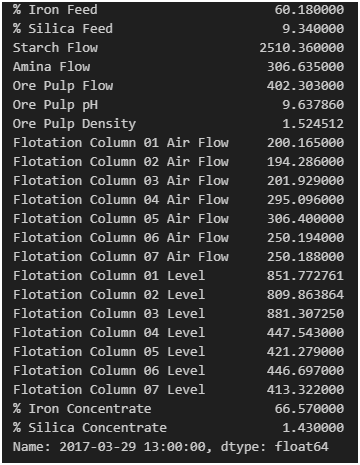 % Iron Feed 60.180000
% Silica Feed 9.340000
Starch Flow 2510.360000
Amina Flow 306.635000
Ore Pulp Flow 402.303000
Ore Pulp pH 9.637860
Ore Pulp Density 1.524512
Flotation Column 01 Air Flow 200.165000
Flotation Column 02 Air Flow 194.286000
Flotation Column 03 Air Flow 201.929000
Flotation Column 04 Air Flow 295.096000
Flotation Column 05 Air Flow 306.400000
Flotation Column 06 Air Flow 250.194000
Flotation Column 07 Air Flow 250.188000
Flotation Column 01 Level 851.772761
Flotation Column 02 Level 809.863864
Flotation Column 03 Level 881.307250
Flotation Column 04 Level 447.543000
Flotation Column 05 Level 421.279000
Flotation Column 06 Level 446.697000
Flotation Column 07 Level 413.322000
% Iron Concentrate 66.570000
% Silica Concentrate 1.430000
Name: 2017-03-29 13:00:00, dtype: float64